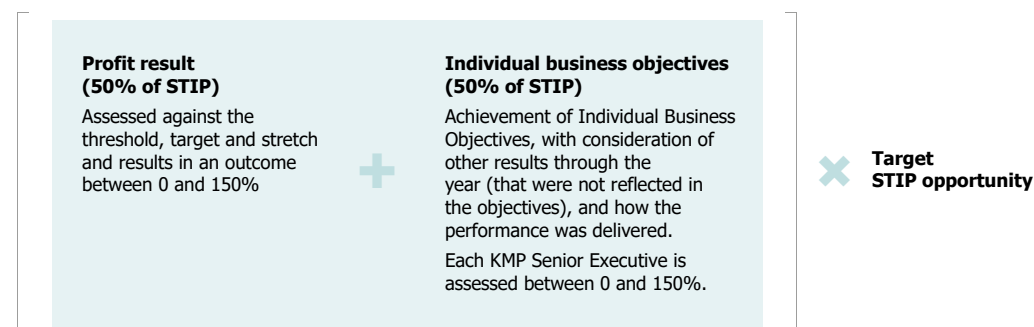 Profit result
(50% of STIP)
Assessed against the
threshold, target and stretch
and results in an outcome
between 0 and 150%
Individual business objectives
(50% of STIP)
Achievement of Individual Business
Objectives, with consideration of
other results through the
year (that were not reflected in
the objectives), and how the
performance was delivered.
Each KMP Senior Executive is
assessed between 0 and 150%.
Target
STIP opportunity